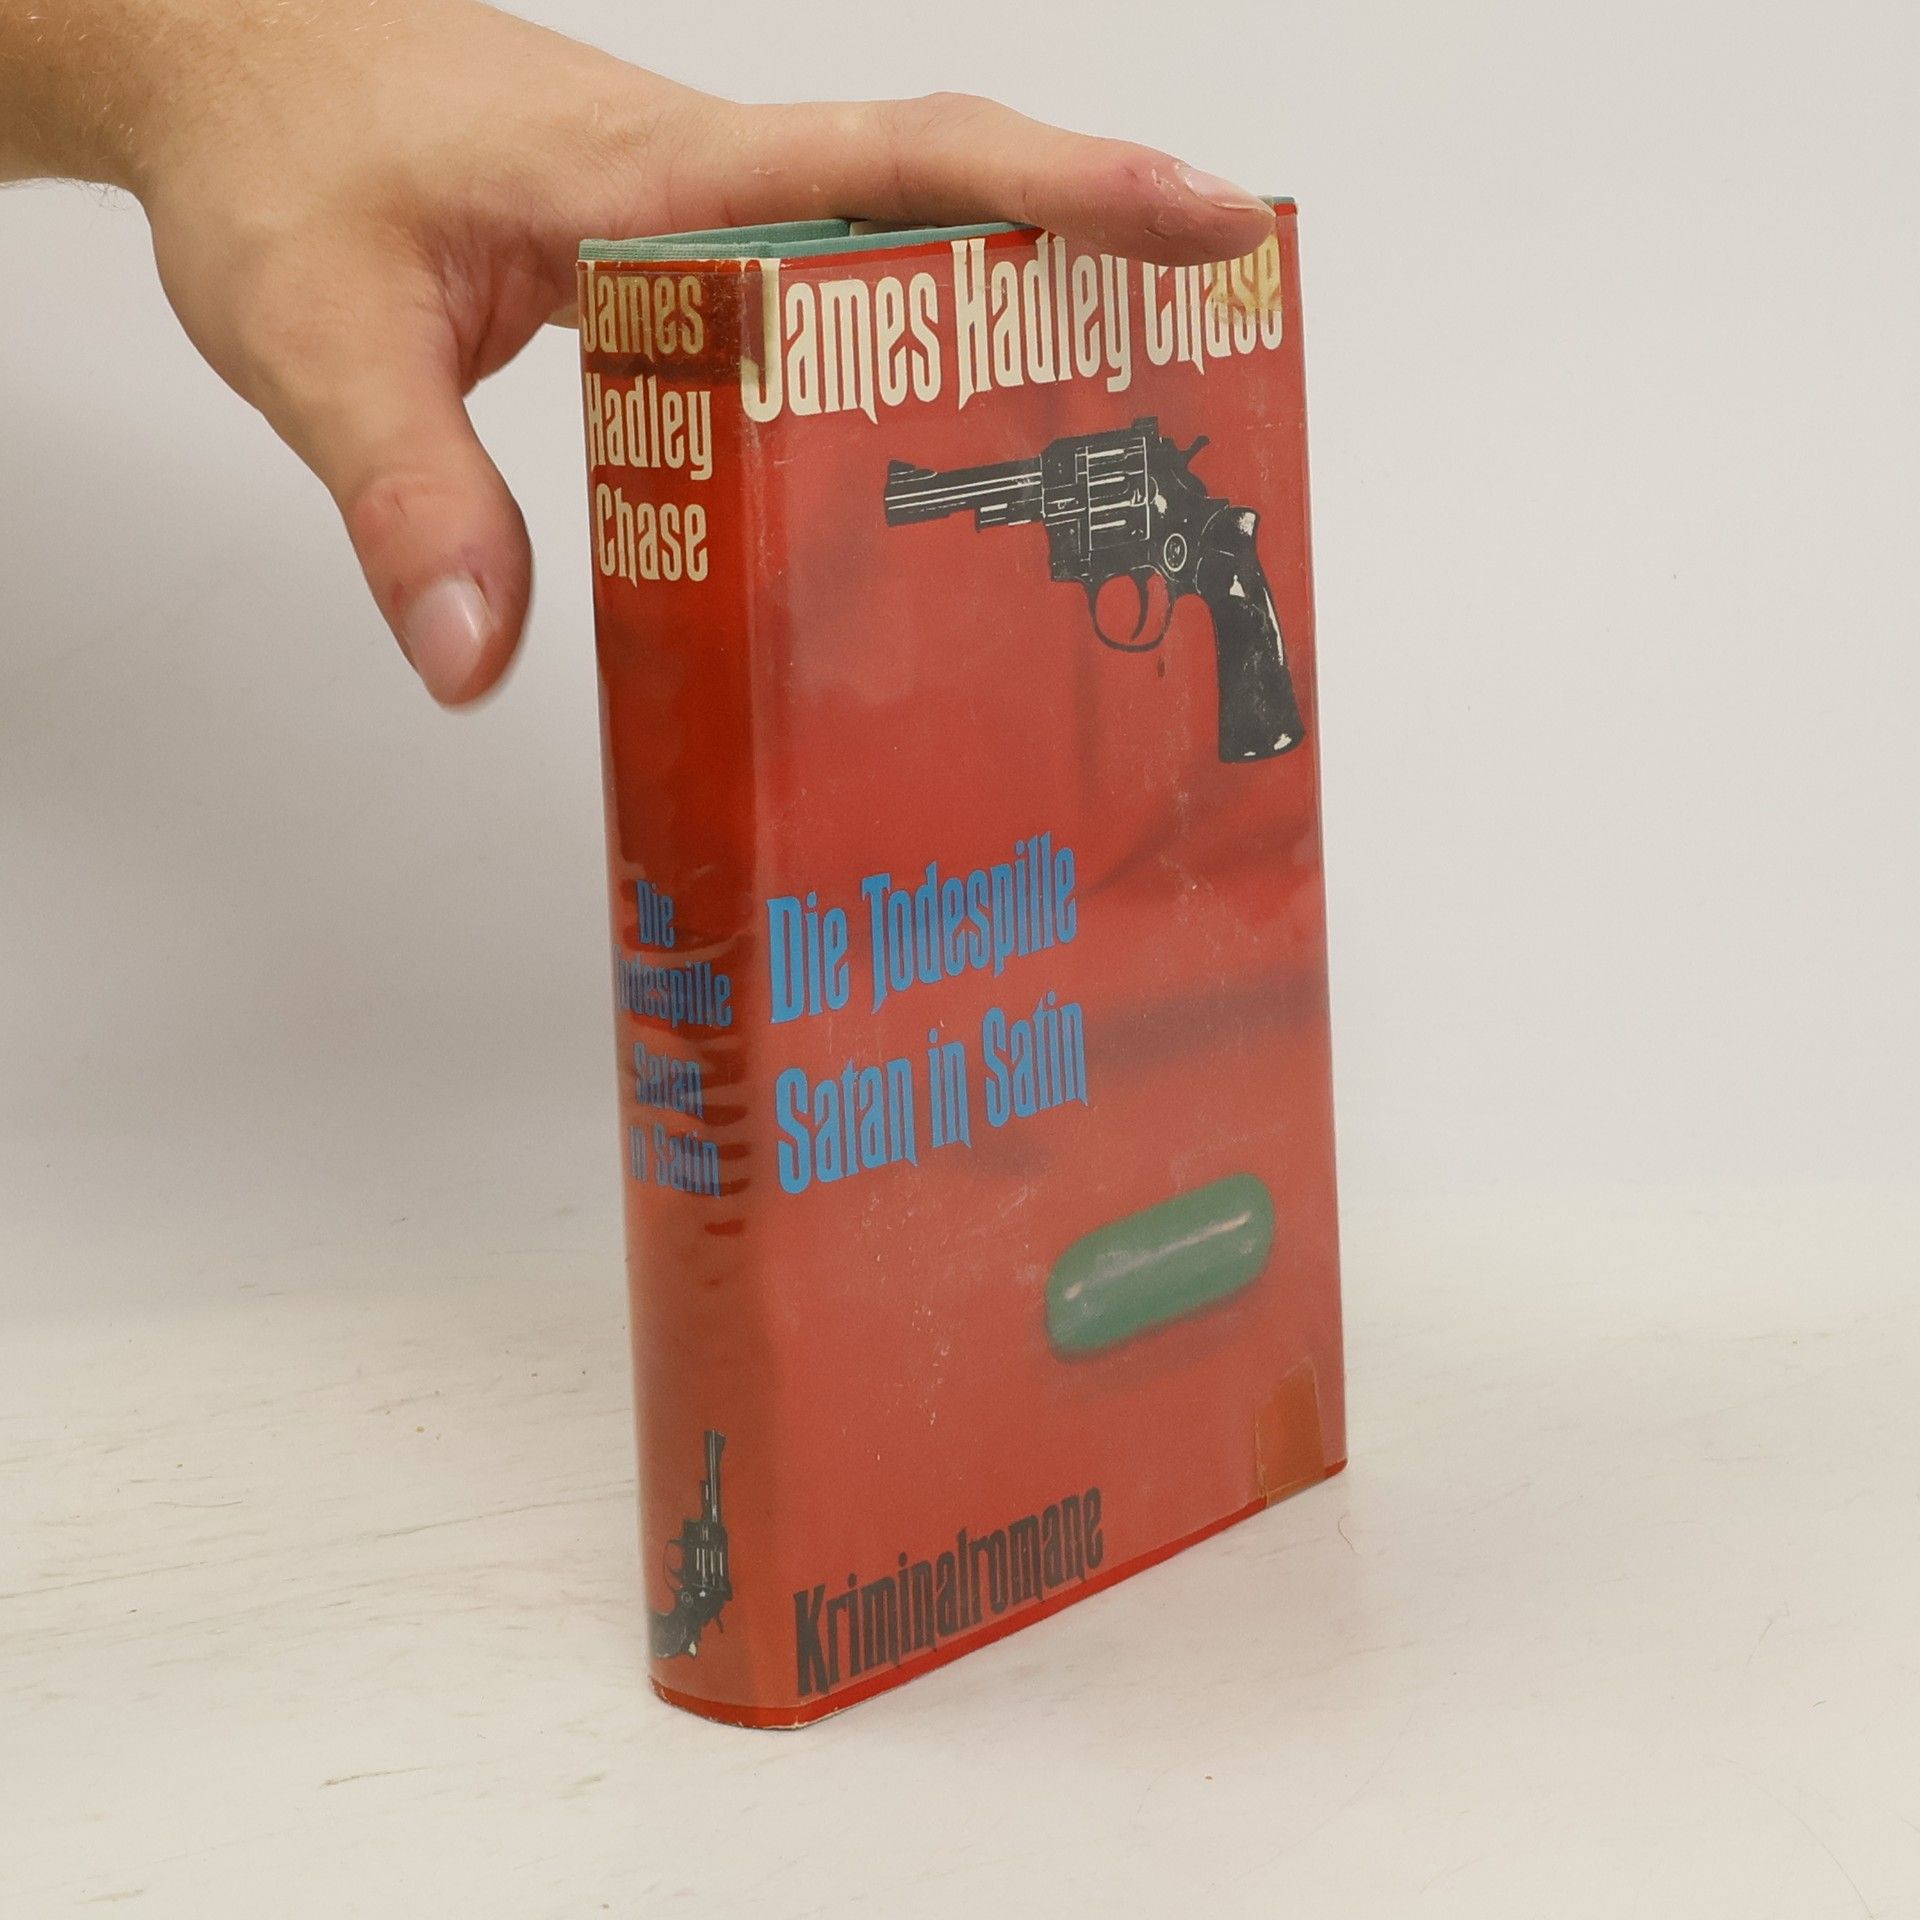 James
Hadley
Chase
Die
Todespille
Satan
in Satin
James Hadley Chase
Die Todespille
Satan in Satin
Kriminalromane